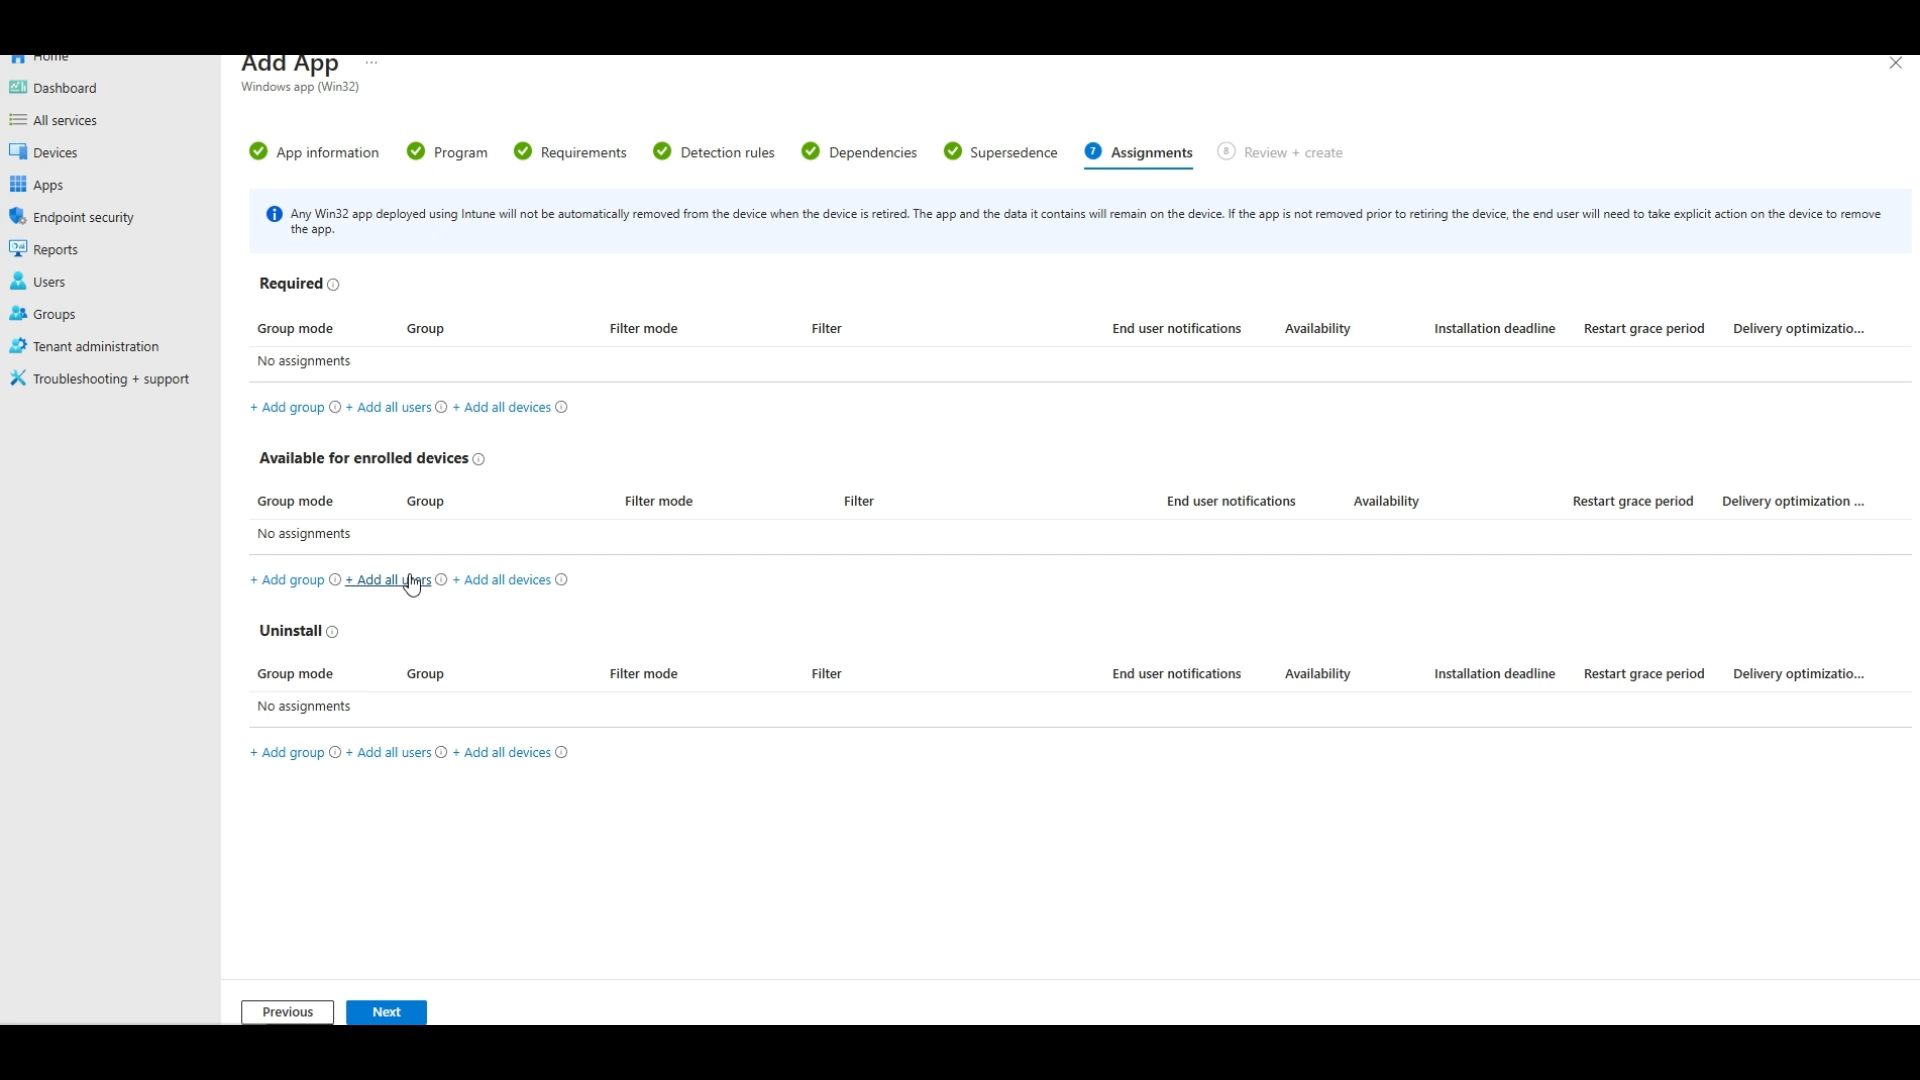 Home
Dashboard
All services
Devices
Apps
Endpoint security
Reports
Users
Groups
Tenant administration
Troubleshooting + support
Add App ...
Windows app (Win32)
App information Program Requirements Detection rules Dependencies Supersedence 7 Assignments 8 Review + create
Any Win32 app deployed using Intune will not be automatically removed from the device when the device is retired. The app and the data it contains will remain on the device. If the app is not removed prior to retiring the device, the end user will need to take explicit action on the device to remove
the app.
Required
Group mode Group Filter mode Filter End user notifications Availability Installation deadline Restart grace period Delivery optimizatio...
No assignments
+ Add group + Add all users + Add all devices
Available for enrolled devices
Group mode Group Filter mode Filter End user notifications Availability Restart grace period Delivery optimization ...
No assignments
+ Add group + Add all users + Add all devices
Uninstall
Group mode Group Filter mode Filter End user notifications Availability Installation deadline Restart grace period Delivery optimizatio...
No assignments
+ Add group + Add all users + Add all devices
Previous Next